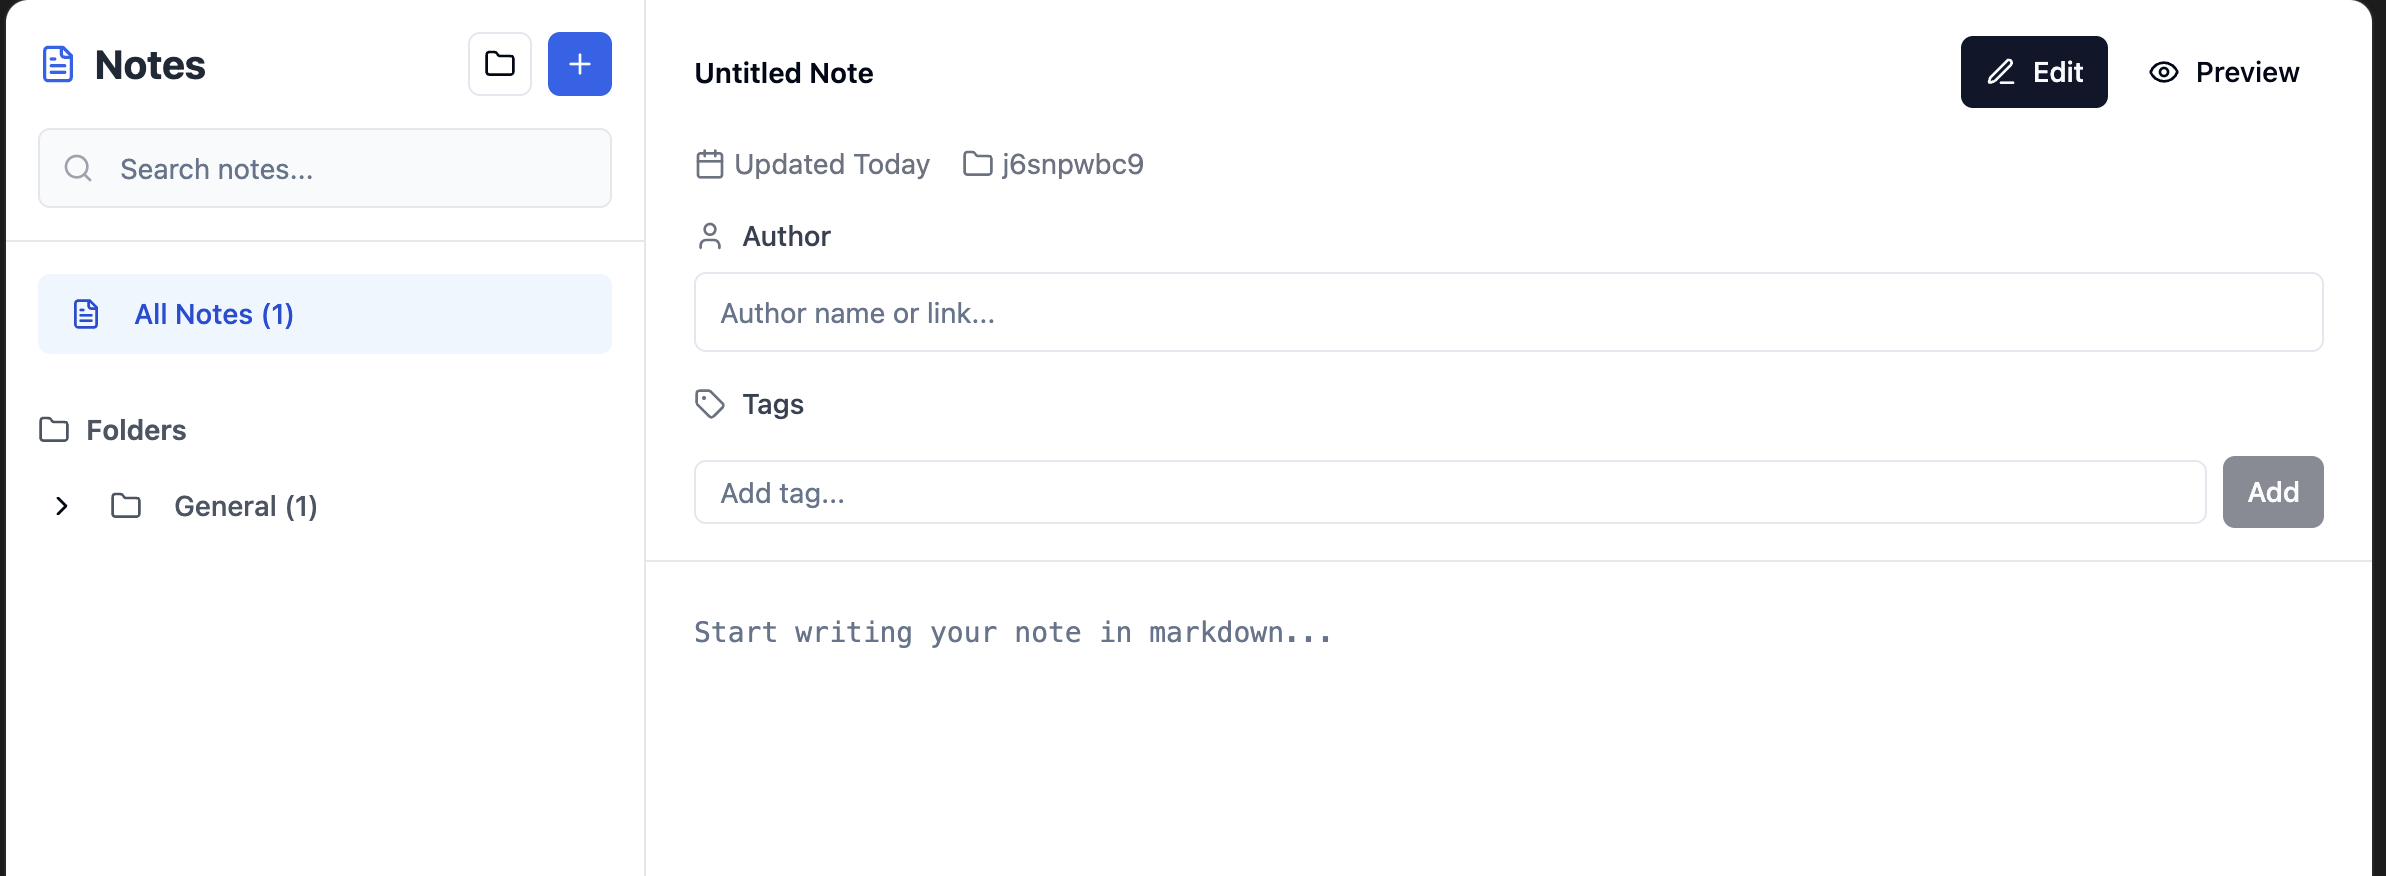 Notes
Search notes...
All Notes (1)
Folders
General (1)
Untitled Note
Edit
Preview
Updated Today
j6snpwbc9
Author
Author name or link...
Tags
Add tag...
Add
Start writing your note in markdown...